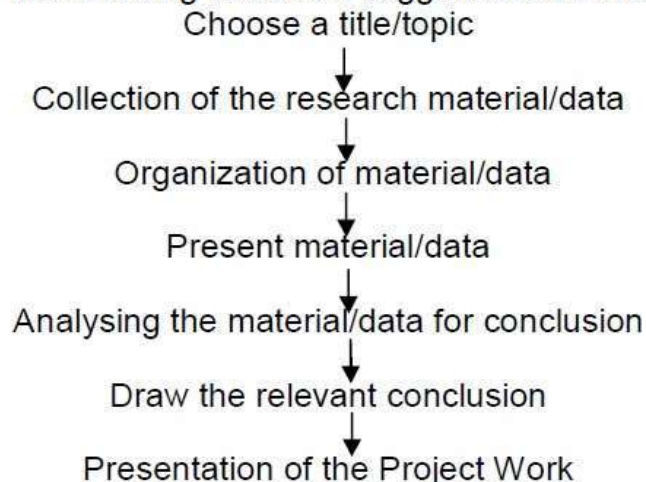 Choose a title/topic
Collection of the research material/data
Organization of material/data
Present material/data
Analysing the material/data for conclusion
Draw the relevant conclusion
Presentation of the Project Work